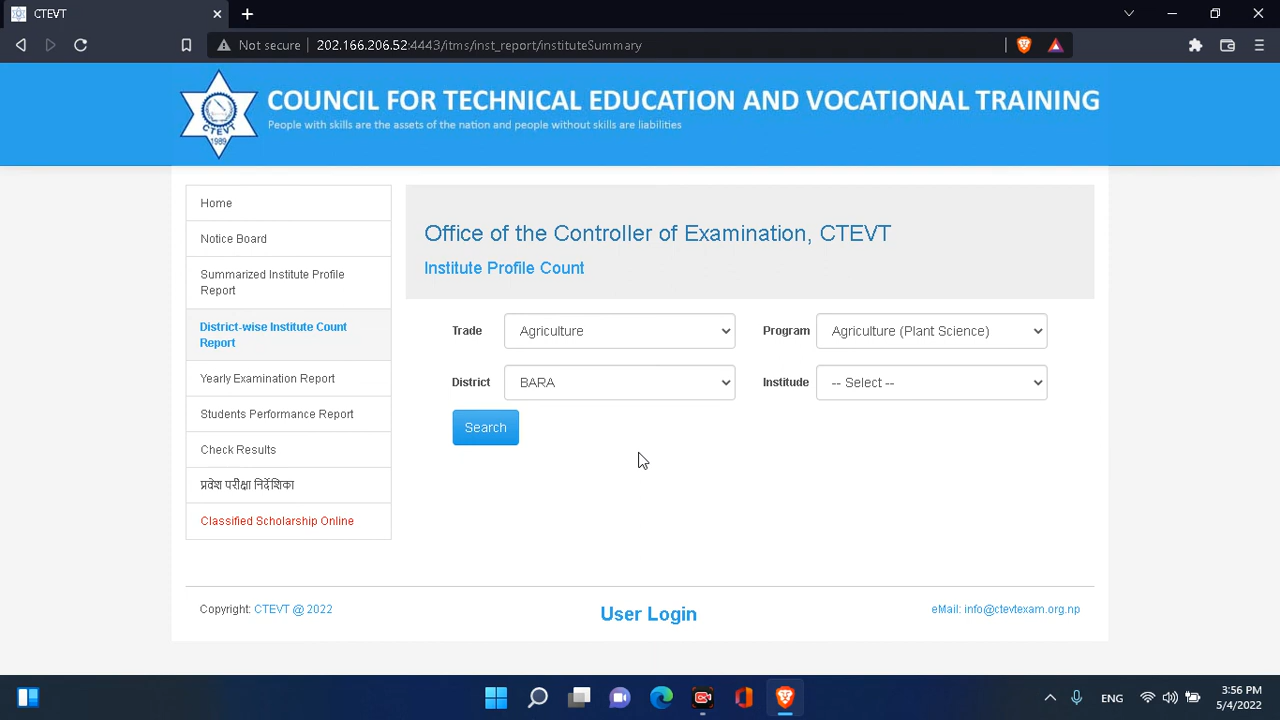 CTEVT
Not secure
202.166.206.52:4443/itms/inst_report/instituteSummary
CTEVT
1989
COUNCIL FOR TECHNICAL EDUCATION AND VOCATIONAL TRAINING
People with skills are the assets of the nation and people without skills are liabilities
Home
Notice Board
Summarized Institute Profile
Report
District-wise Institute Count
Report
Yearly Examination Report
Students Performance Report
Check Results
प्रवेश परीक्षा निर्देशिका
Classified Scholarship Online
Office of the Controller of Examination, CTEVT
Institute Profile Count
Trade
Agriculture
Program
Agriculture (Plant Science)
District
BARA
Institude
-- Select --
Search
Copyright: CTEVT @ 2022
User Login
eMail: info@ctevtexam.org.np
ENG
3:56 PM
5/4/2022